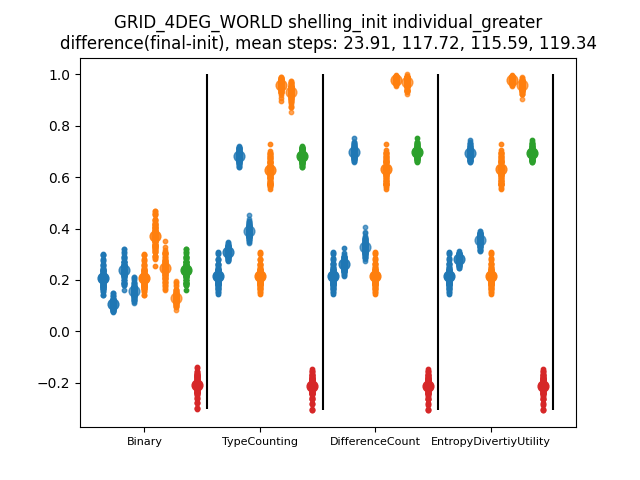 GRID_4DEG_WORLD shelling_init individual_greater
difference(final-init), mean steps: 23.91, 117.72, 115.59, 119.34
1.0
0.8
0.6
0.4
0.2
0.0
−0.2
Binary TypeCounting DifferenceCount EntropyDivertiyUtility